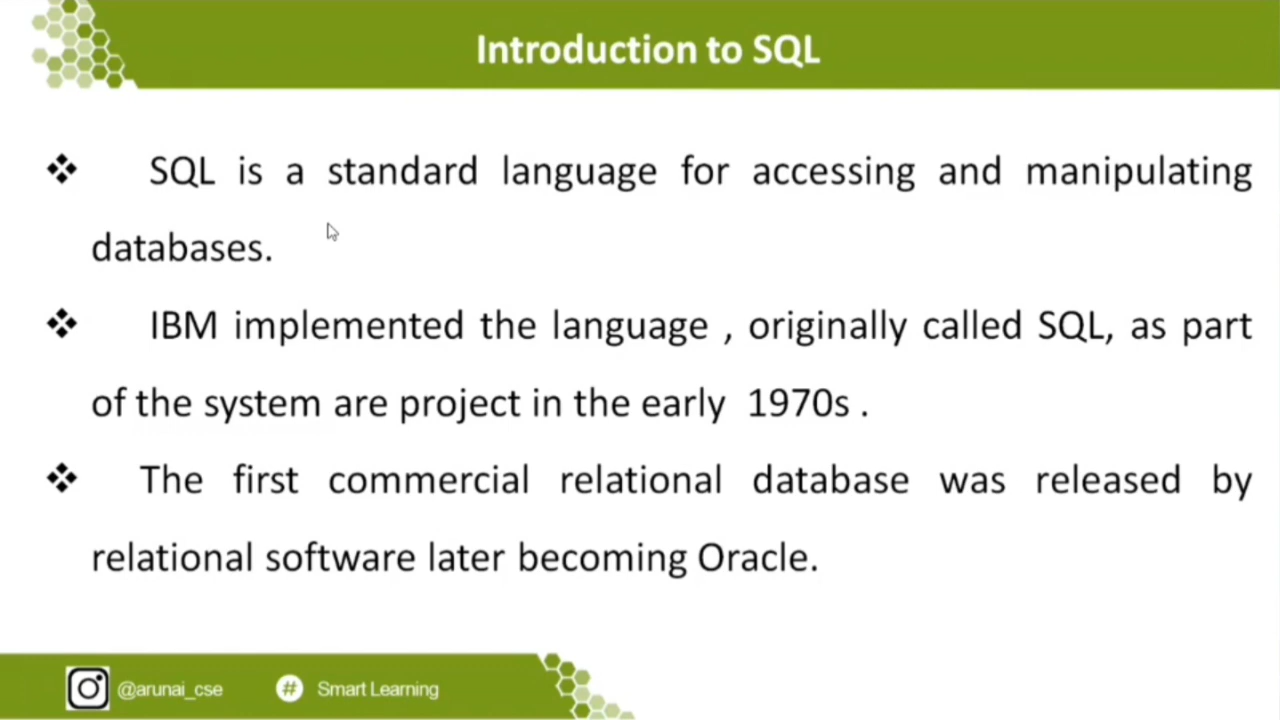 Introduction to SQL
❖ SQL is a standard language for accessing and manipulating
databases.
❖ IBM implemented the language , originally called SQL, as part
of the system are project in the early 1970s .
❖ The first commercial relational database was released by
relational software later becoming Oracle.
@arunai_cse # Smart Learning